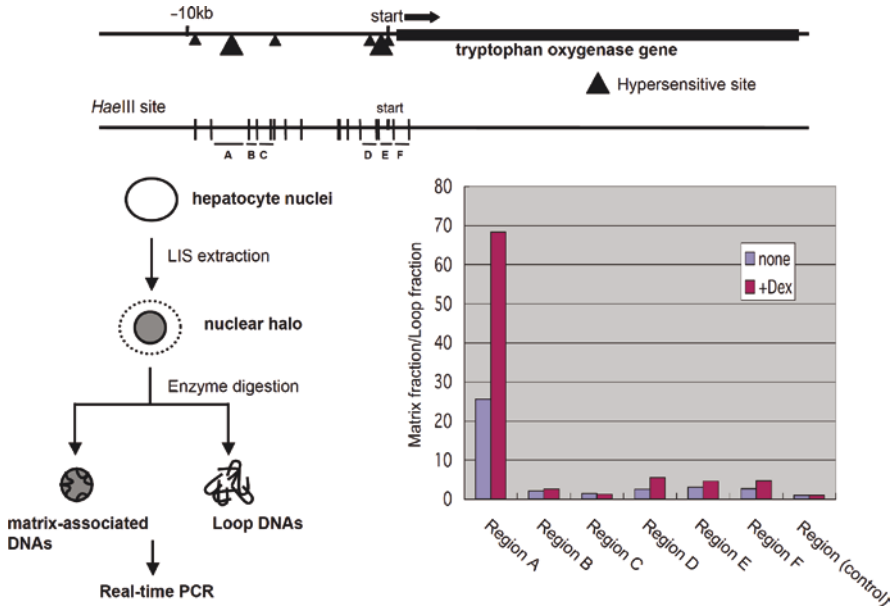 –10kb
start
tryptophan oxygenase gene
Hypersensitive site
HaeIII site
start
A
B
C
D
E
F
hepatocyte nuclei
LIS extraction
nuclear halo
Enzyme digestion
matrix-associated
DNAs
Loop DNAs
Real-time PCR
Matrix fraction/Loop fraction
80
70
60
50
40
30
20
10
0
none
+Dex
Region A
Region B
Region C
Region D
Region E
Region F
Region (control)